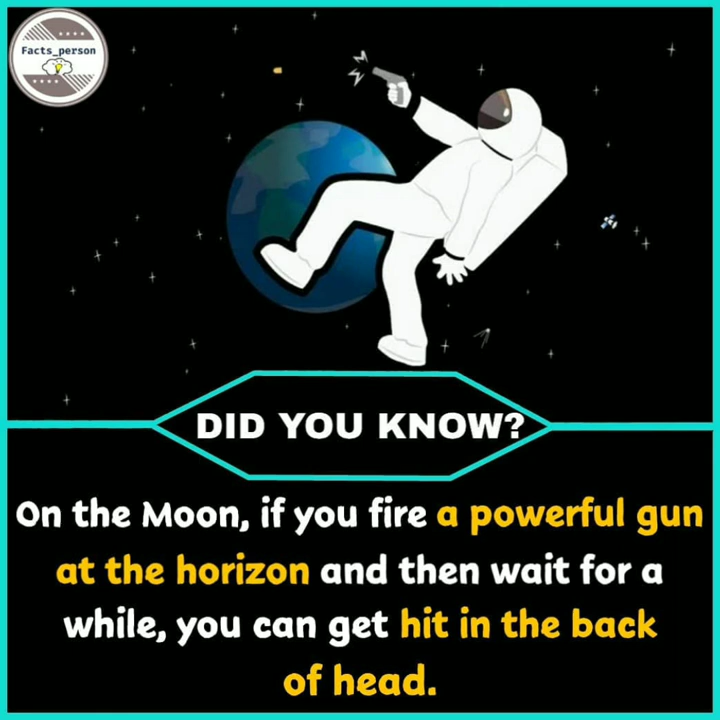 Facts_person
DID YOU KNOW?
On the Moon, if you fire a powerful gun
at the horizon and then wait for a
while, you can get hit in the back
of head.